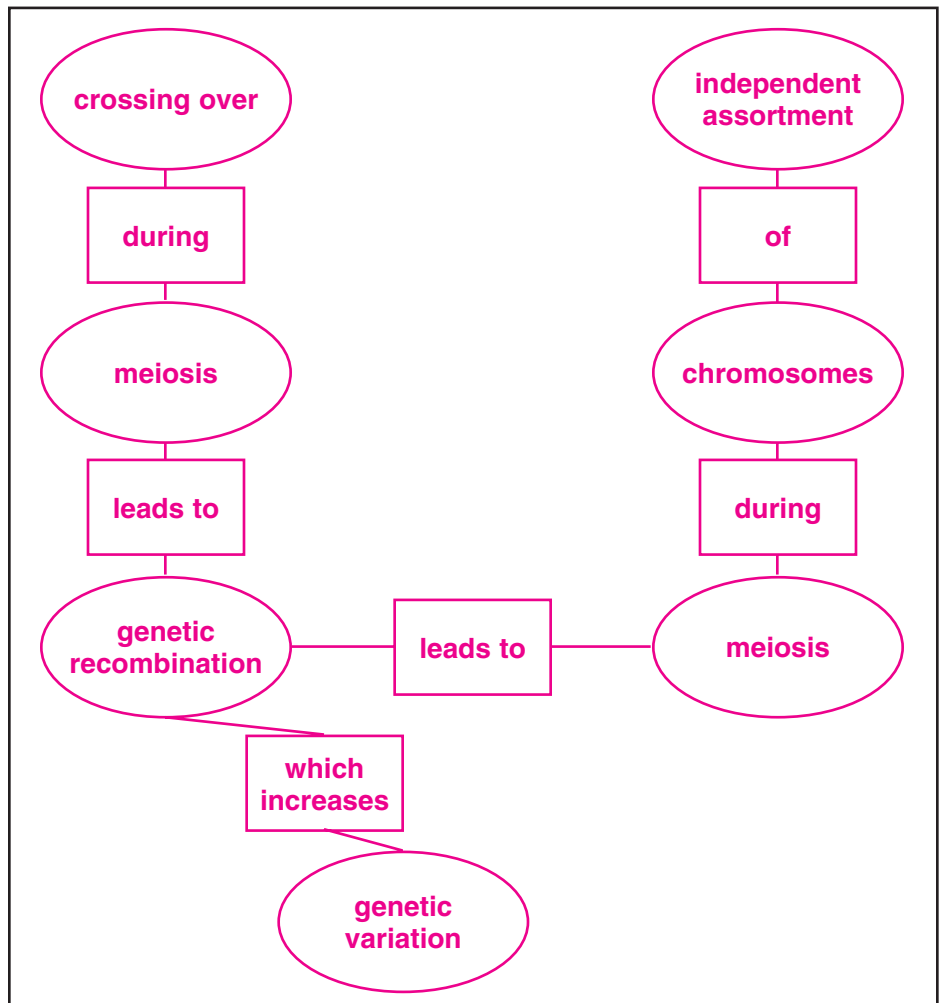 crossing over
independent
assortment
during
of
meiosis
chromosomes
leads to
during
genetic
recombination
leads to
meiosis
which
increases
genetic
variation